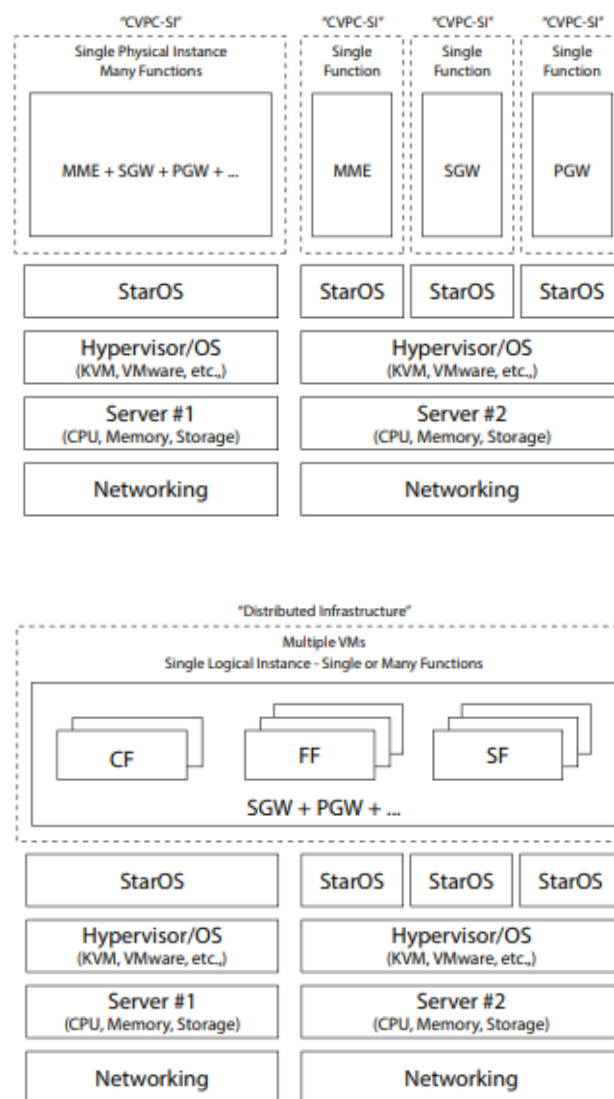 "CVPC-SI"
Single Physical Instance
Many Functions
MME + SGW + PGW + ...
"CVPC-SI"
Single
Function
MME
"CVPC-SI"
Single
Function
SGW
"CVPC-SI"
Single
Function
PGW
StarOS
StarOS
StarOS
StarOS
Hypervisor/OS
(KVM, VMware, etc.,)
Hypervisor/OS
(KVM, VMware, etc.,)
Server #1
(CPU, Memory, Storage)
Server #2
(CPU, Memory, Storage)
Networking
Networking
"Distributed Infrastructure"
Multiple VMs
Single Logical Instance - Single or Many Functions
CF
FF
SF
SGW + PGW + ...
StarOS
StarOS
StarOS
StarOS
Hypervisor/OS
(KVM, VMware, etc.,)
Hypervisor/OS
(KVM, VMware, etc.,)
Server #1
(CPU, Memory, Storage)
Server #2
(CPU, Memory, Storage)
Networking
Networking